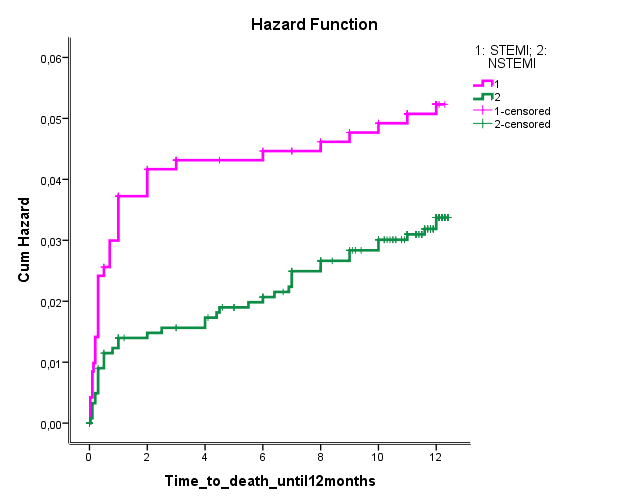 Hazard Function
1: STEMI; 2:
NSTEMI
1
2
1-censored
2-censored
0,06
0,05
0,04
0,03
0,02
0,01
0,00
Cum Hazard
0 2 4 6 8 10 12
Time_to_death_until12months